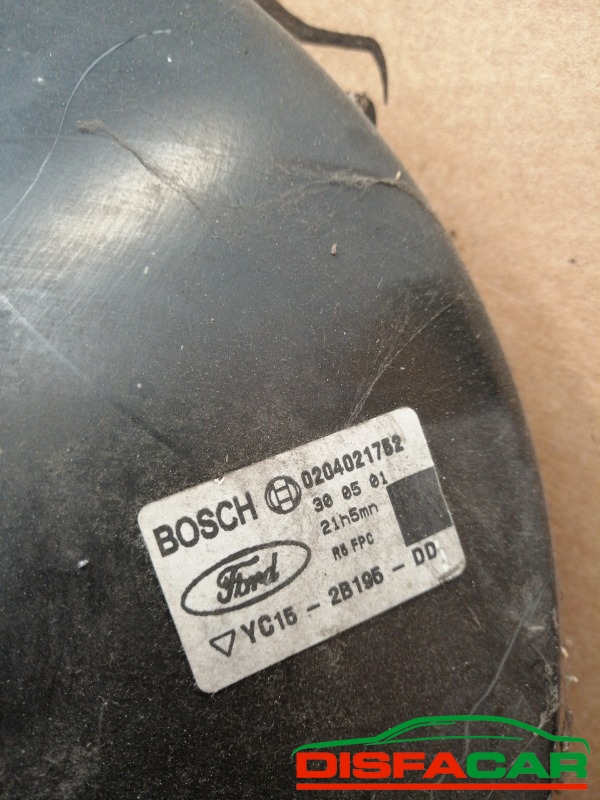 BOSCH 0204021752
30 05 01
21h5mn
R6 FPC
Ford
YC15 - 2B195 - DD
DISFACAR